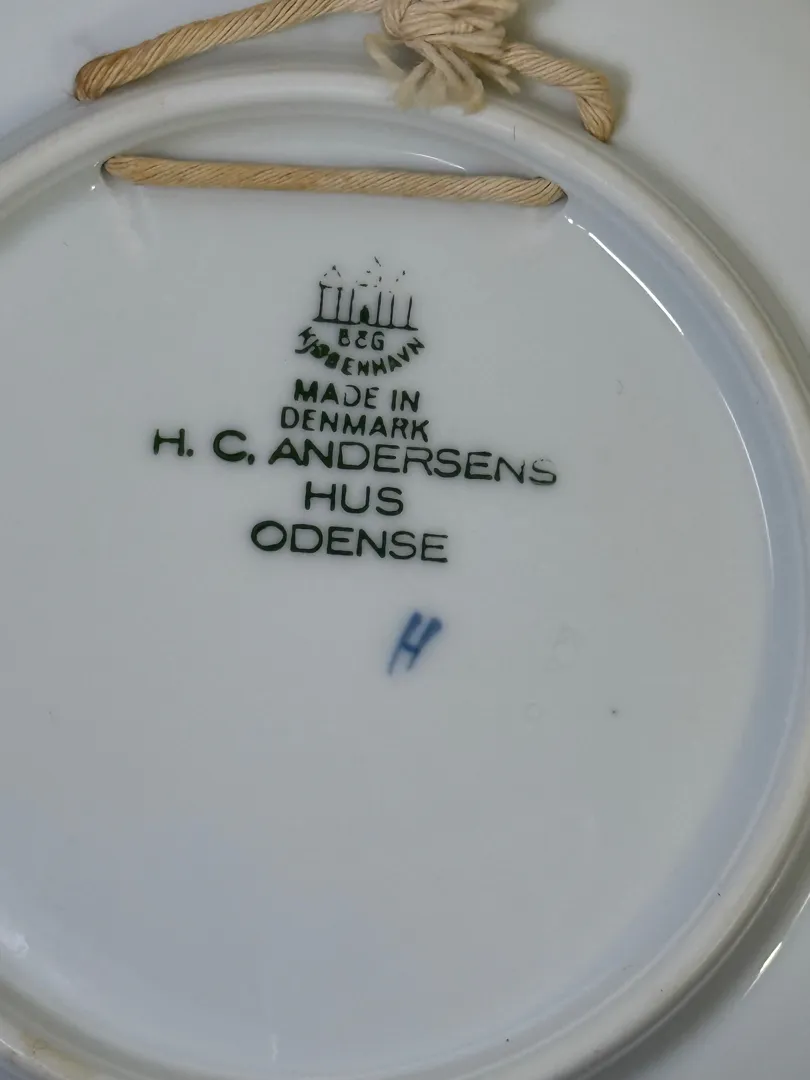 B&G
KJØBENHAVN
MADE IN
DENMARK
H. C. ANDERSENS
HUS
ODENSE
H